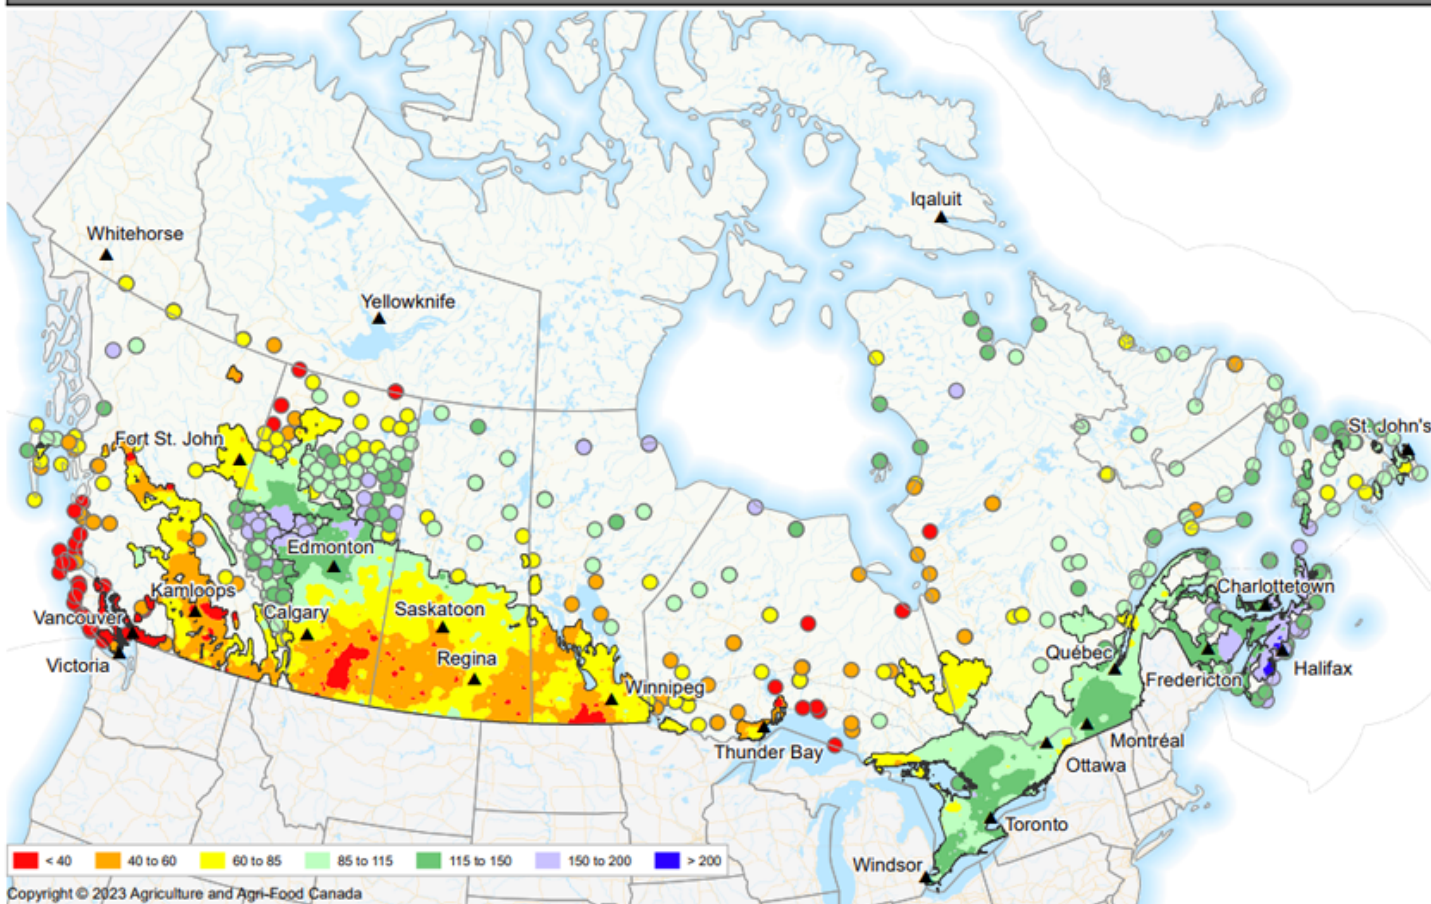 Iqaluit
Whitehorse
Yellowknife
St. John's
Fort St. John
Edmonton
Charlottetown
Kamloops
Calgary
Saskatoon
Vancouver
Québec
Regina
Victoria
Halifax
Fredericton
Winnipeg
Montréal
Thunder Bay
Ottawa
Toronto
Windsor
< 40 40 to 60 60 to 85 85 to 115 115 to 150 150 to 200 > 200
Copyright © 2023 Agriculture and Agri-Food Canada